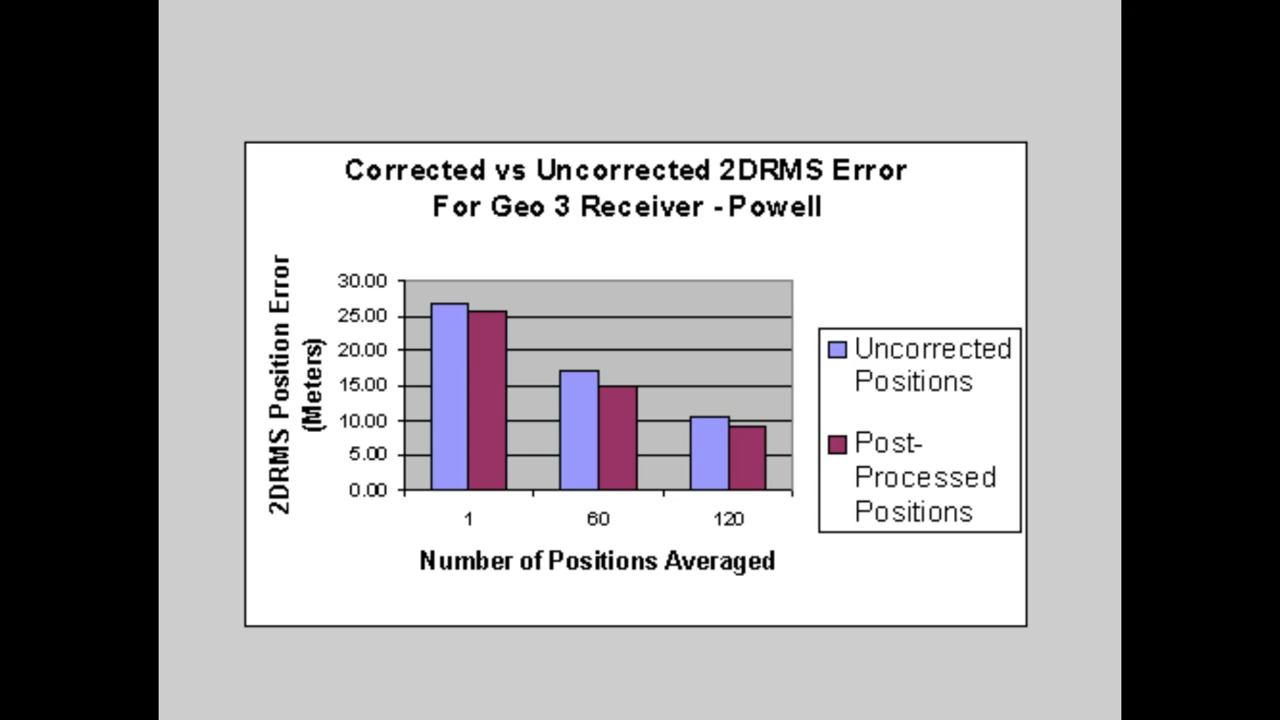 Corrected vs Uncorrected 2DRMS Error
For Geo 3 Receiver - Powell
2DRMS Position Error
(Meters)
30.00
25.00
20.00
15.00
10.00
5.00
0.00
1
60
120
Number of Positions Averaged
Uncorrected
Positions
Post-
Processed
Positions